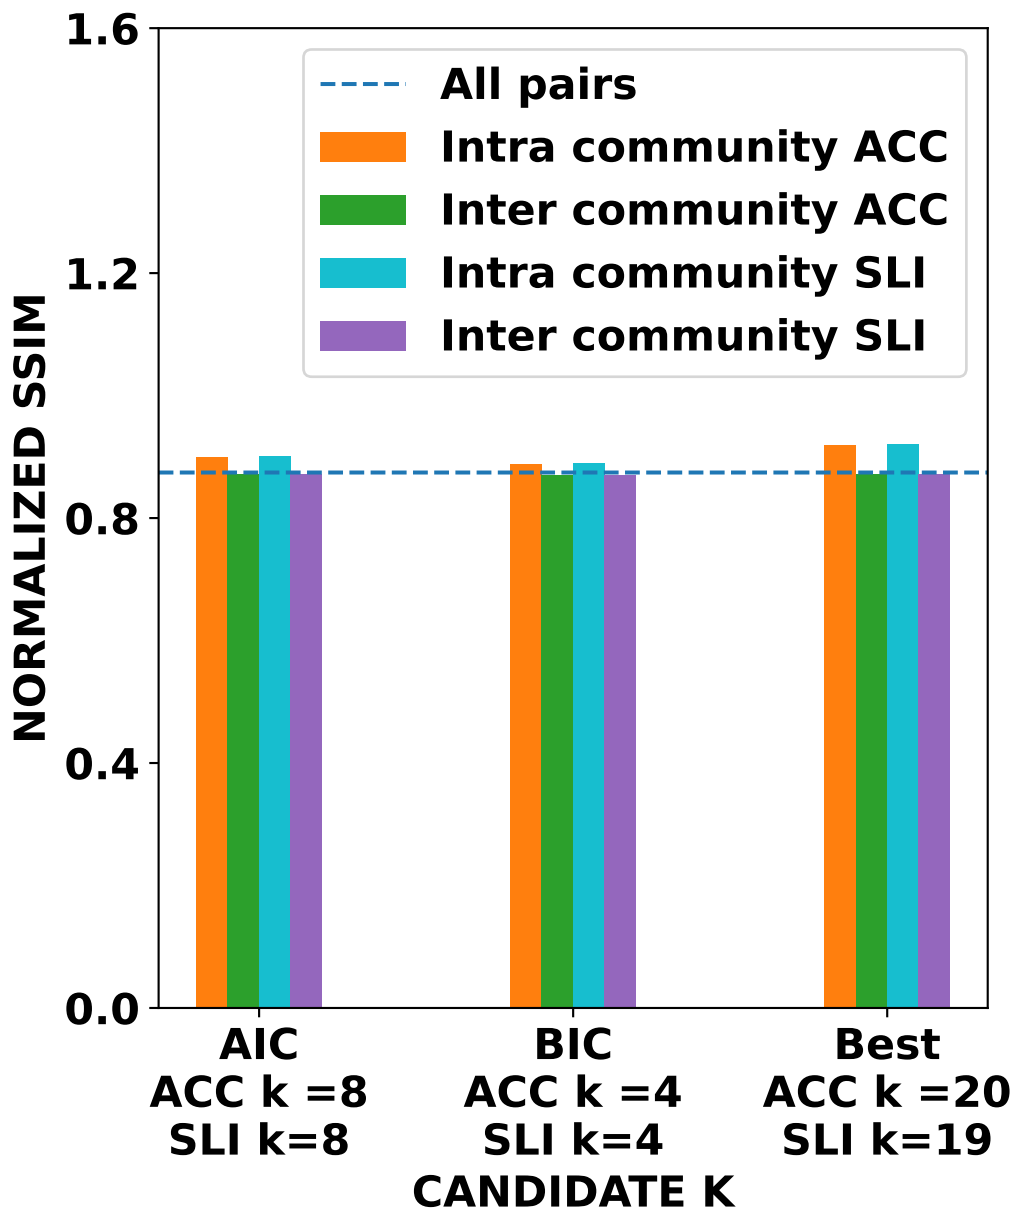 1.6
1.2
0.8
0.4
0.0
NORMALIZED SSIM
All pairs
Intra community ACC
Inter community ACC
Intra community SLI
Inter community SLI
AIC
ACC k =8
SLI k=8
BIC
ACC k =4
SLI k=4
Best
ACC k =20
SLI k=19
CANDIDATE K